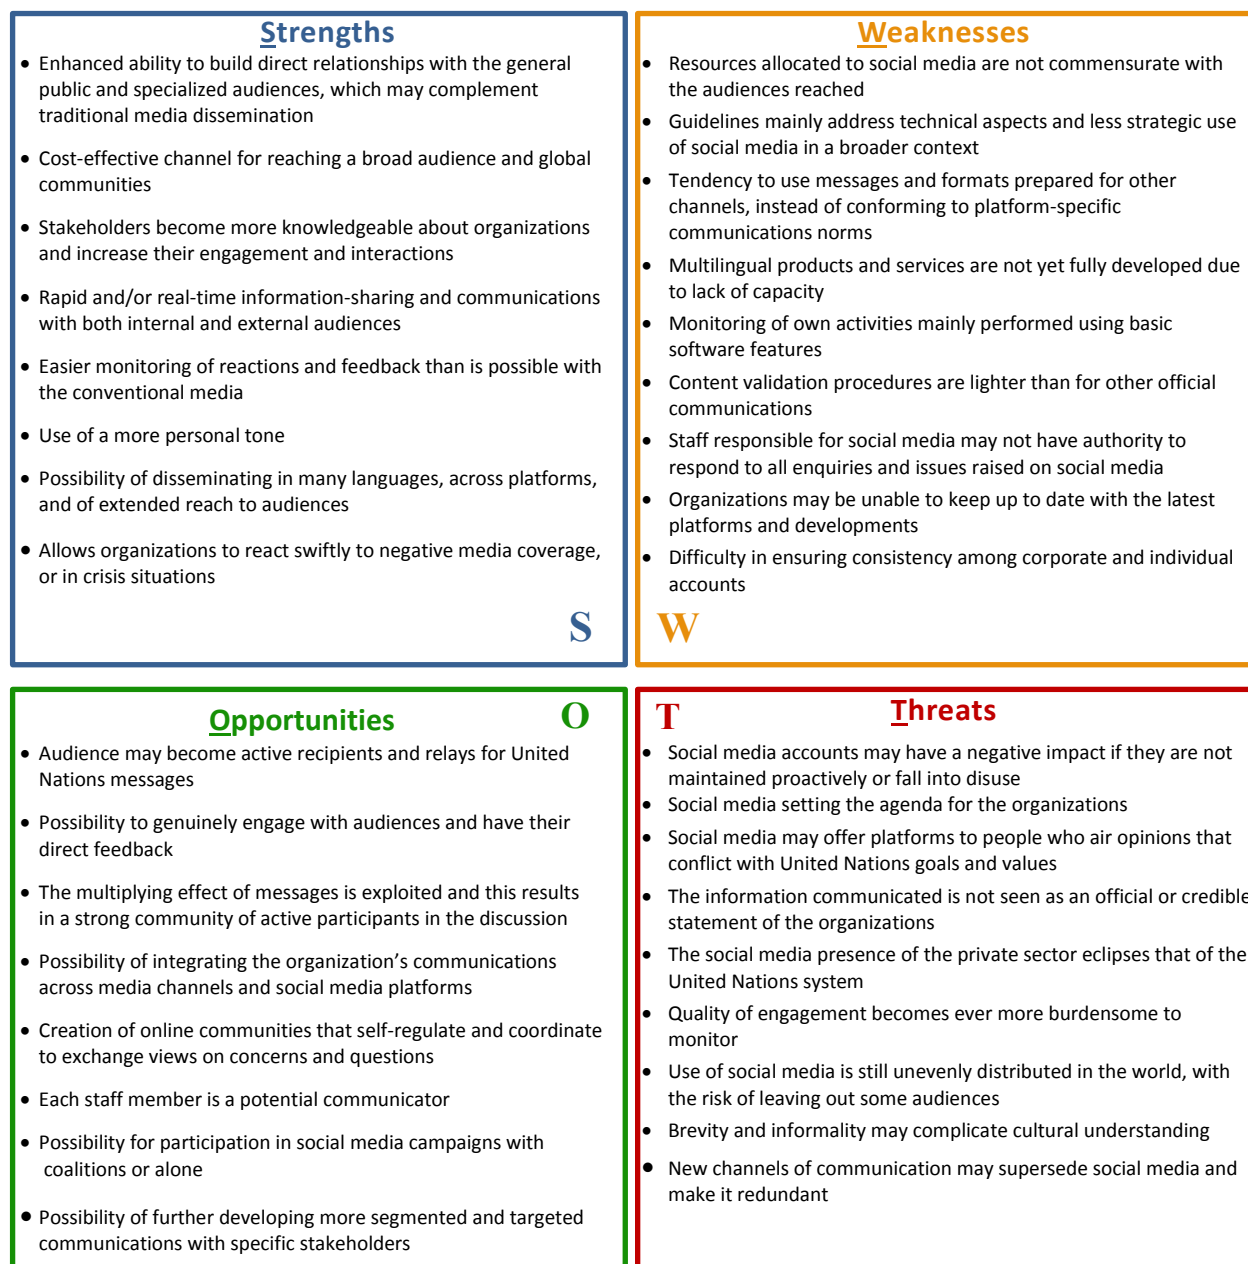 Strengths
• Enhanced ability to build direct relationships with the general
public and specialized audiences, which may complement
traditional media dissemination
• Cost-effective channel for reaching a broad audience and global
communities
• Stakeholders become more knowledgeable about organizations
and increase their engagement and interactions
• Rapid and/or real-time information-sharing and communications
with both internal and external audiences
• Easier monitoring of reactions and feedback than is possible with
the conventional media
• Use of a more personal tone
• Possibility of disseminating in many languages, across platforms,
and of extended reach to audiences
• Allows organizations to react swiftly to negative media coverage,
or in crisis situations
S
Weaknesses
• Resources allocated to social media are not commensurate with
the audiences reached
• Guidelines mainly address technical aspects and less strategic use
of social media in a broader context
• Tendency to use messages and formats prepared for other
channels, instead of conforming to platform-specific
communications norms
• Multilingual products and services are not yet fully developed due
to lack of capacity
• Monitoring of own activities mainly performed using basic
software features
• Content validation procedures are lighter than for other official
communications
• Staff responsible for social media may not have authority to
respond to all enquiries and issues raised on social media
• Organizations may be unable to keep up to date with the latest
platforms and developments
• Difficulty in ensuring consistency among corporate and individual
accounts
W
Opportunities
O
• Audience may become active recipients and relays for United
Nations messages
• Possibility to genuinely engage with audiences and have their
direct feedback
• The multiplying effect of messages is exploited and this results
in a strong community of active participants in the discussion
• Possibility of integrating the organization's communications
across media channels and social media platforms
• Creation of online communities that self-regulate and coordinate
to exchange views on concerns and questions
• Each staff member is a potential communicator
• Possibility for participation in social media campaigns with
coalitions or alone
• Possibility of further developing more segmented and targeted
communications with specific stakeholders
T
Threats
• Social media accounts may have a negative impact if they are not
maintained proactively or fall into disuse
• Social media setting the agenda for the organizations
• Social media may offer platforms to people who air opinions that
conflict with United Nations goals and values
• The information communicated is not seen as an official or credible
statement of the organizations
• The social media presence of the private sector eclipses that of the
United Nations system
• Quality of engagement becomes ever more burdensome to
monitor
• Use of social media is still unevenly distributed in the world, with
the risk of leaving out some audiences
• Brevity and informality may complicate cultural understanding
• New channels of communication may supersede social media and
make it redundant